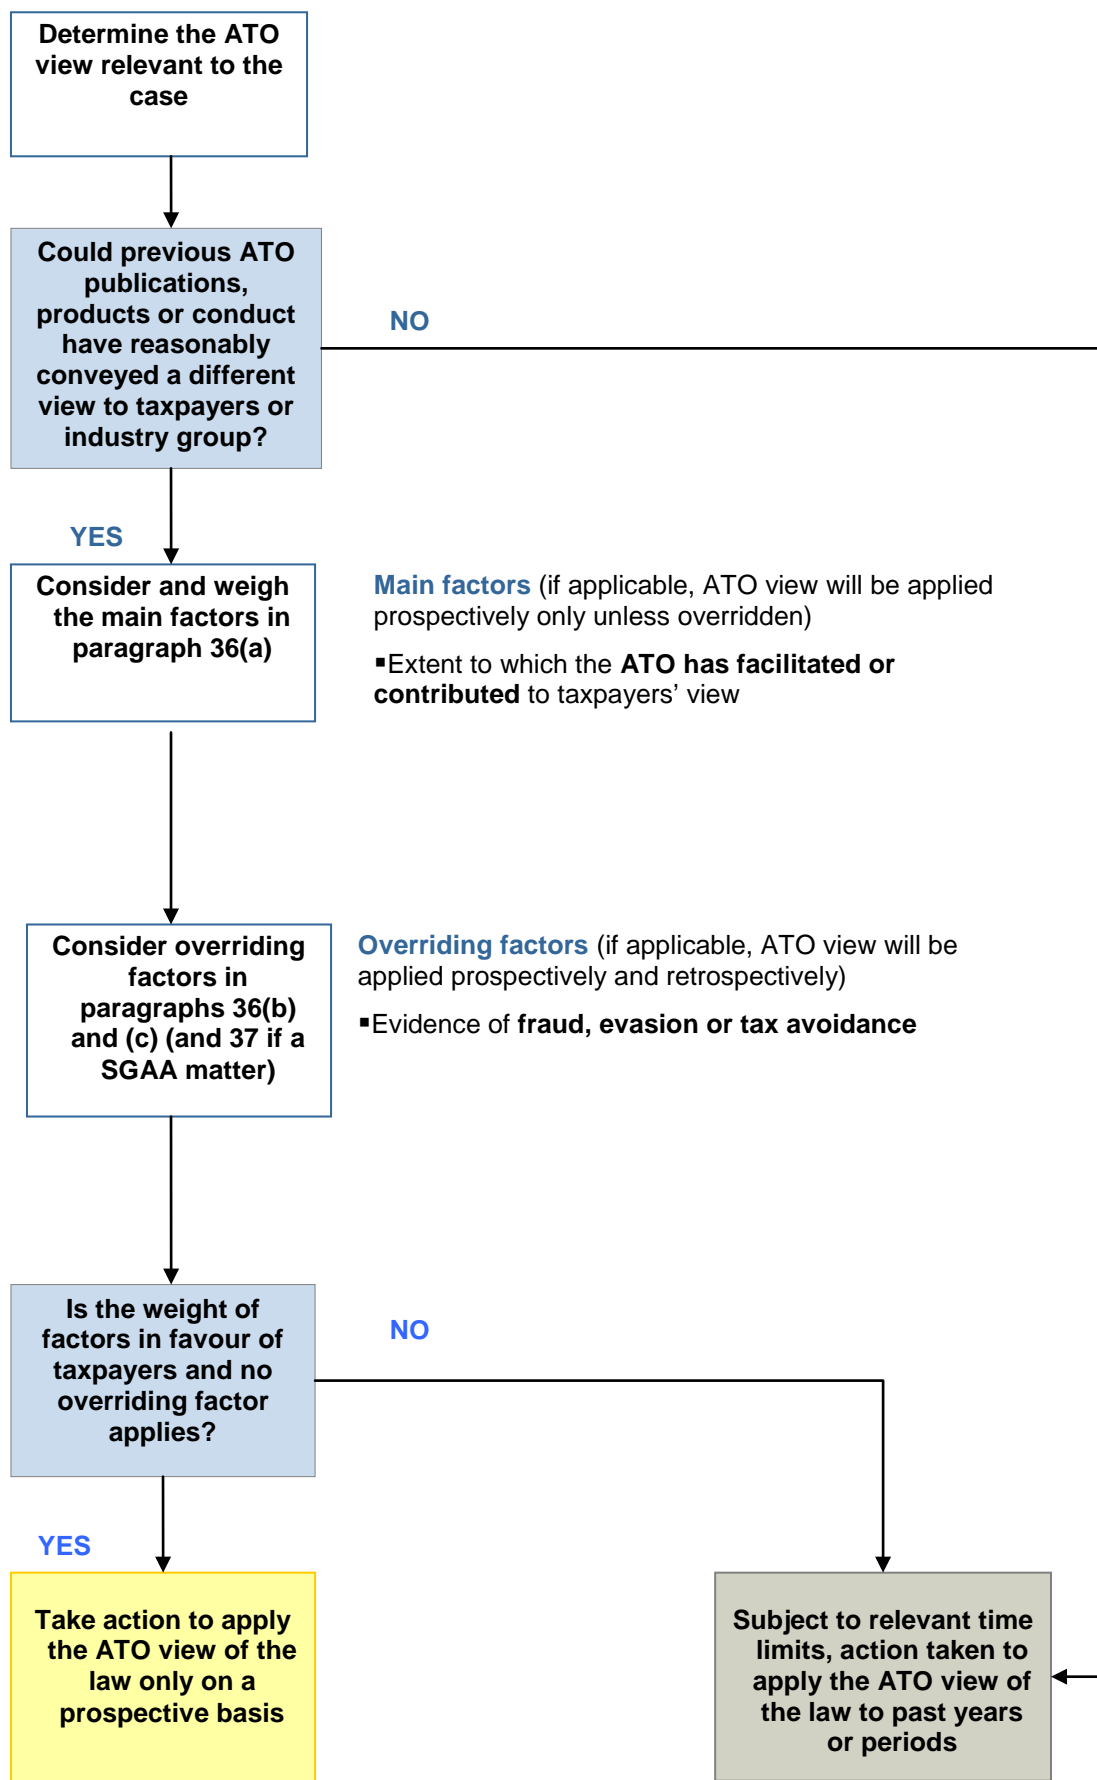 Determine the ATO
view relevant to the
case
Could previous ATO
publications,
products or conduct
have reasonably
conveyed a different
view to taxpayers or
industry group?
NO
YES
Consider and weigh
the main factors in
paragraph 36(a)
Main factors (if applicable, ATO view will be applied
prospectively only unless overridden)
▪Extent to which the ATO has facilitated or
contributed to taxpayers’ view
Consider overriding
factors in
paragraphs 36(b)
and (c) (and 37 if a
SGAA matter)
Overriding factors (if applicable, ATO view will be
applied prospectively and retrospectively)
▪Evidence of fraud, evasion or tax avoidance
Is the weight of
factors in favour of
taxpayers and no
overriding factor
applies?
NO
YES
Take action to apply
the ATO view of the
law only on a
prospective basis
Subject to relevant time
limits, action taken to
apply the ATO view of
the law to past years
or periods